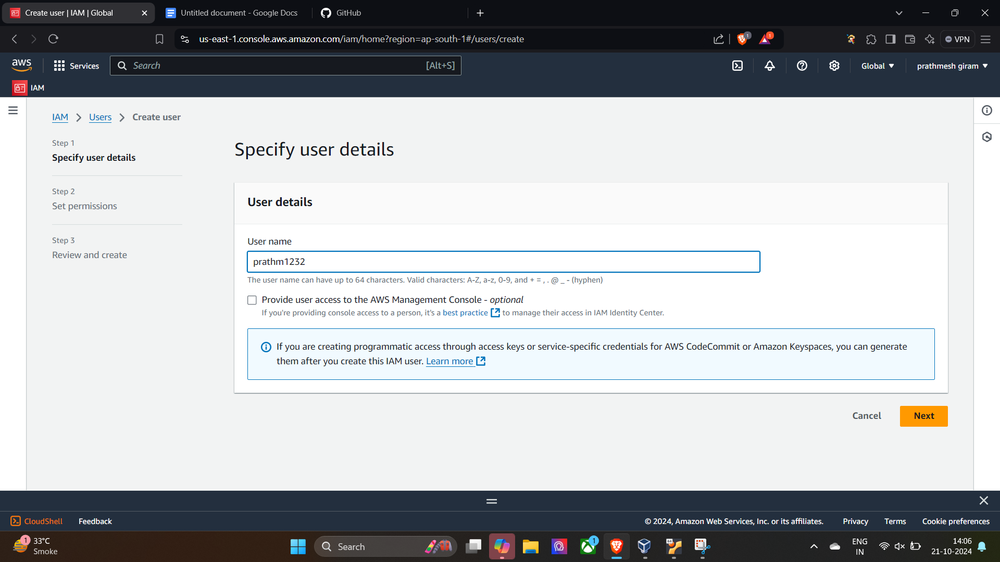 Create user | IAM | Global
Untitled document - Google Docs
GitHub
us-east-1.console.aws.amazon.com/iam/home?region=ap-south-1#/users/create
1
1
VPN
aws
Services
Search
[Alt+S]
Global
prathmesh giram
IAM
IAM
Users
Create user
Step 1
Specify user details
Step 2
Set permissions
Step 3
Review and create
Specify user details
User details
User name
prathm1232
The user name can have up to 64 characters. Valid characters: A-Z, a-z, 0-9, and + = , . @ _ - (hyphen)
Provide user access to the AWS Management Console - optional
If you're providing console access to a person, it's a best practice to manage their access in IAM Identity Center.
If you are creating programmatic access through access keys or service-specific credentials for AWS CodeCommit or Amazon Keyspaces, you can generate
them after you create this IAM user. Learn more
Cancel
Next
CloudShell
Feedback
© 2024, Amazon Web Services, Inc. or its affiliates.
Privacy
Terms
Cookie preferences
1
33°C
Smoke
Search
1
64
ENG
IN
14:06
21-10-2024